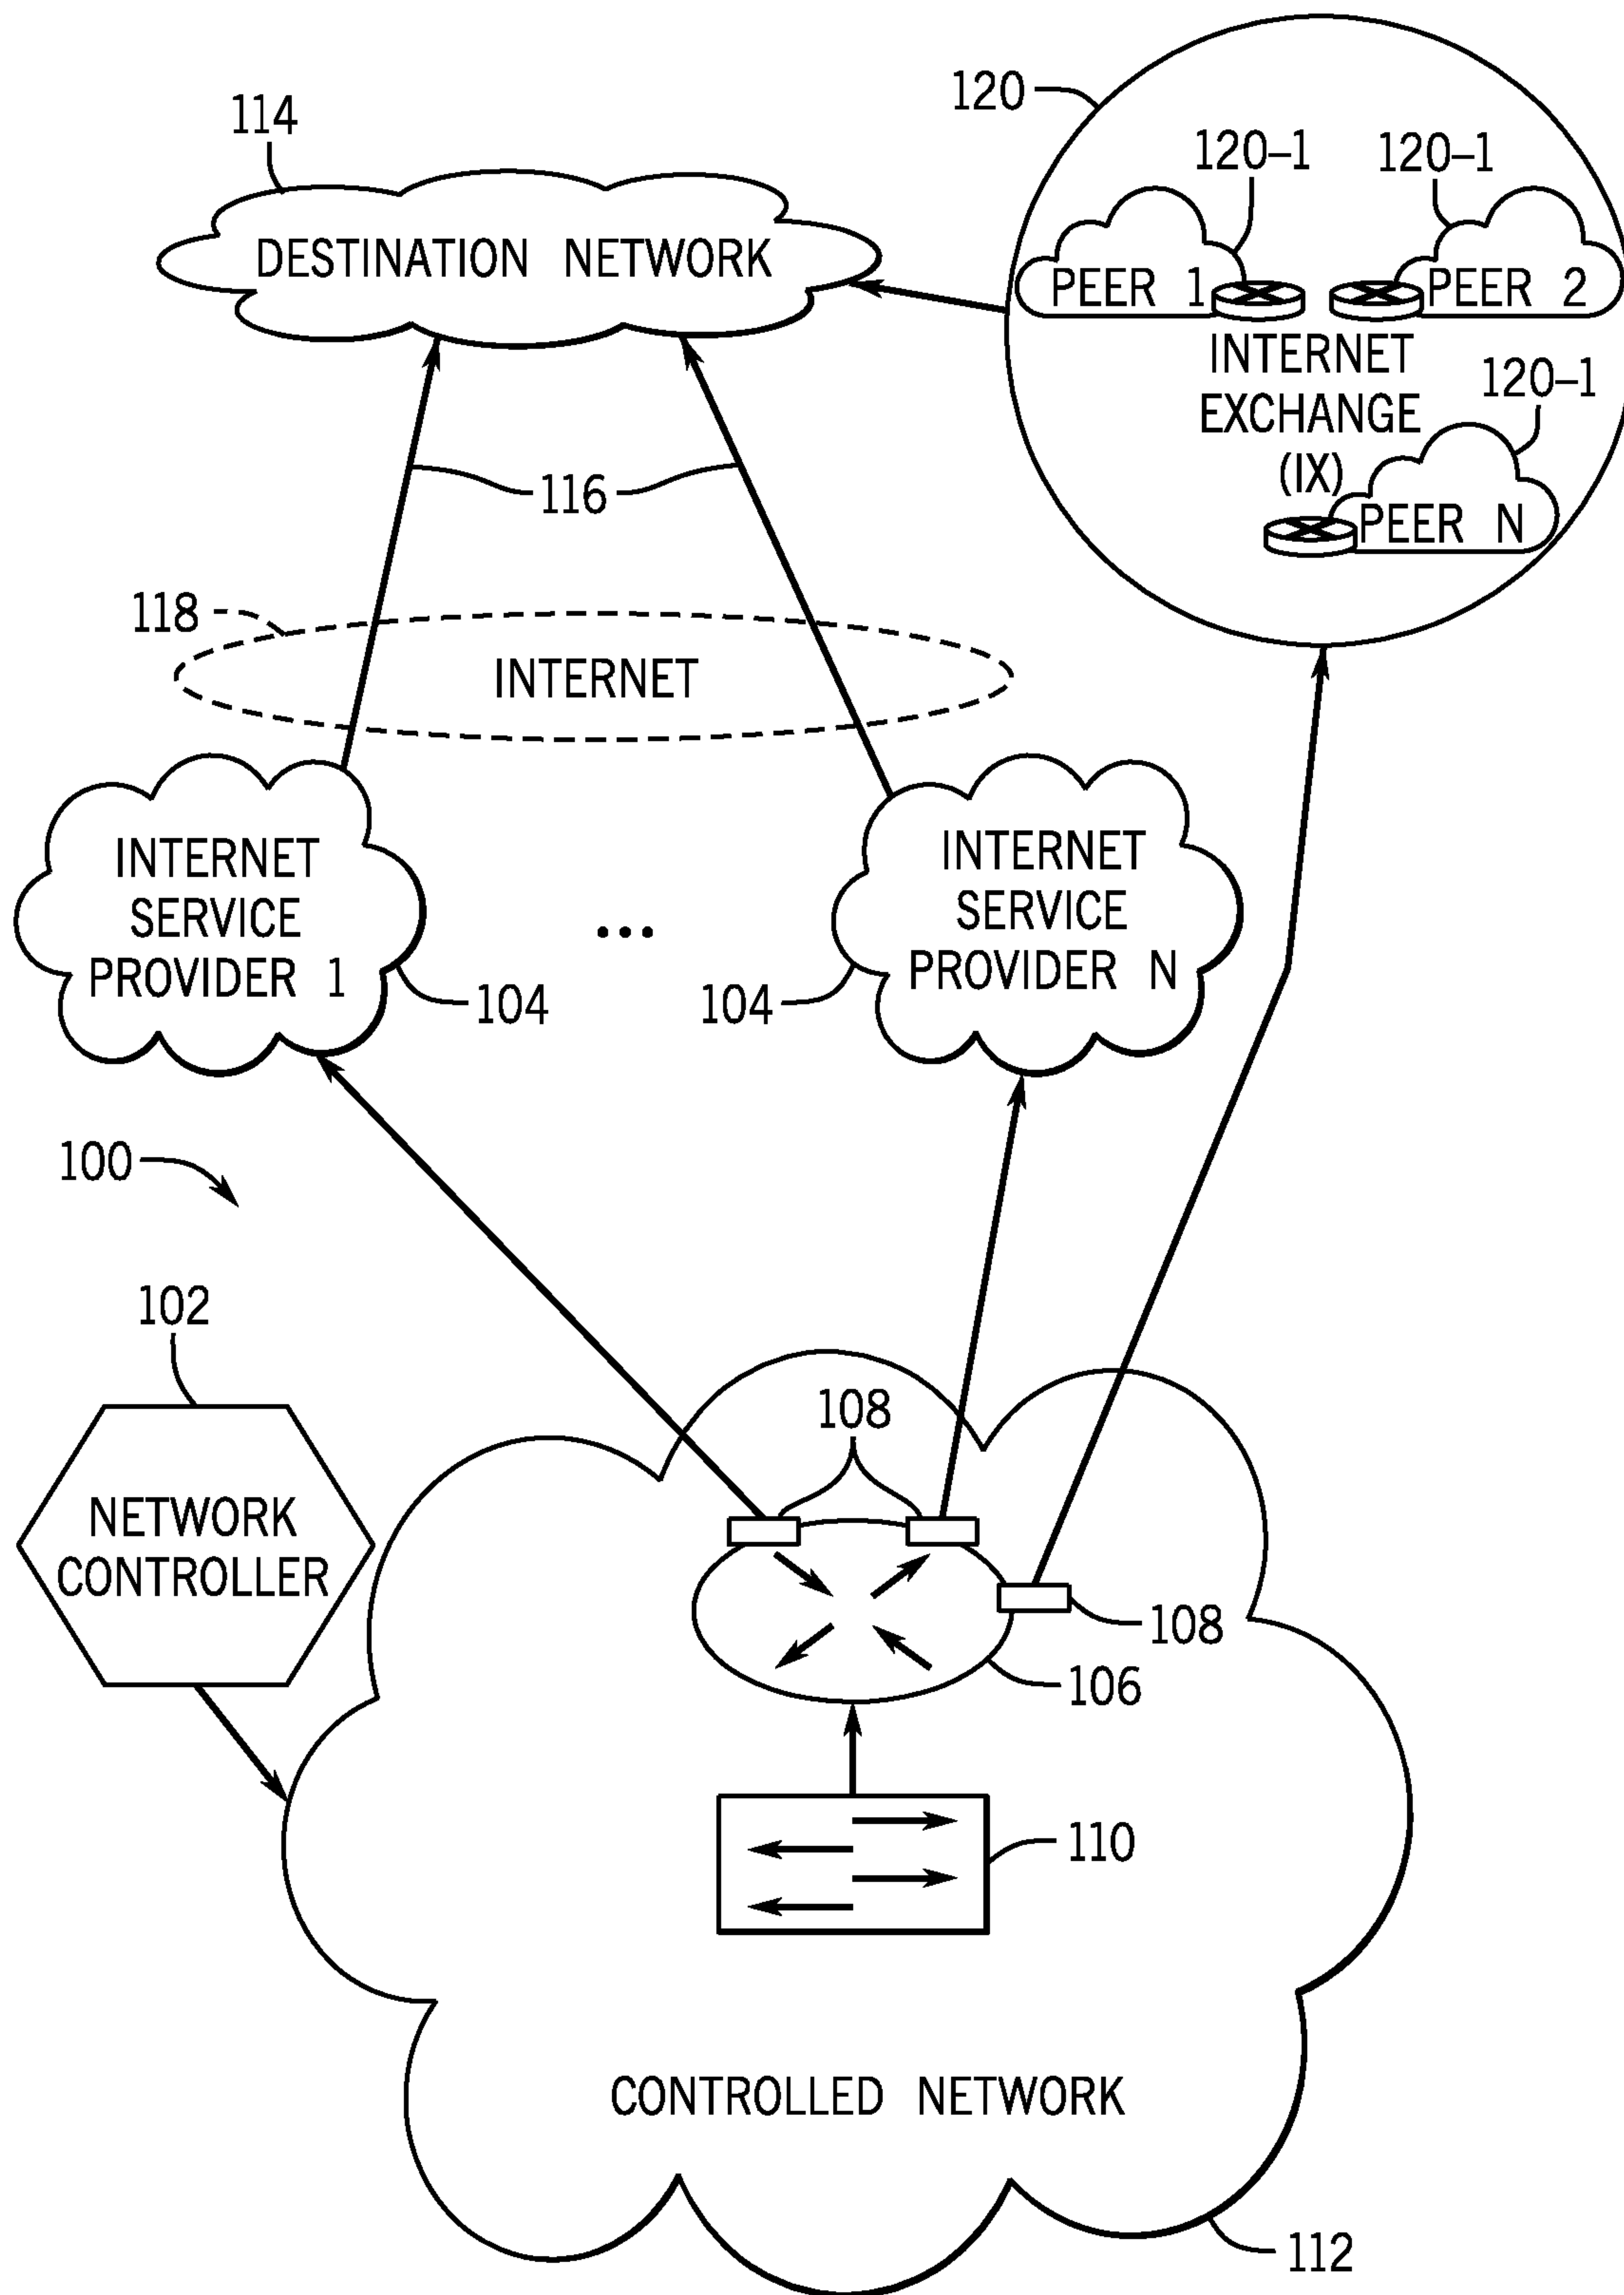 120
114
120-1
120-1
DESTINATION NETWORK
PEER 1
PEER 2
INTERNET
EXCHANGE
(IX)
120-1
PEER N
116
118
INTERNET
INTERNET
SERVICE
PROVIDER 1
...
INTERNET
SERVICE
PROVIDER N
104
104
100
102
108
NETWORK
CONTROLLER
108
106
110
CONTROLLED NETWORK
112